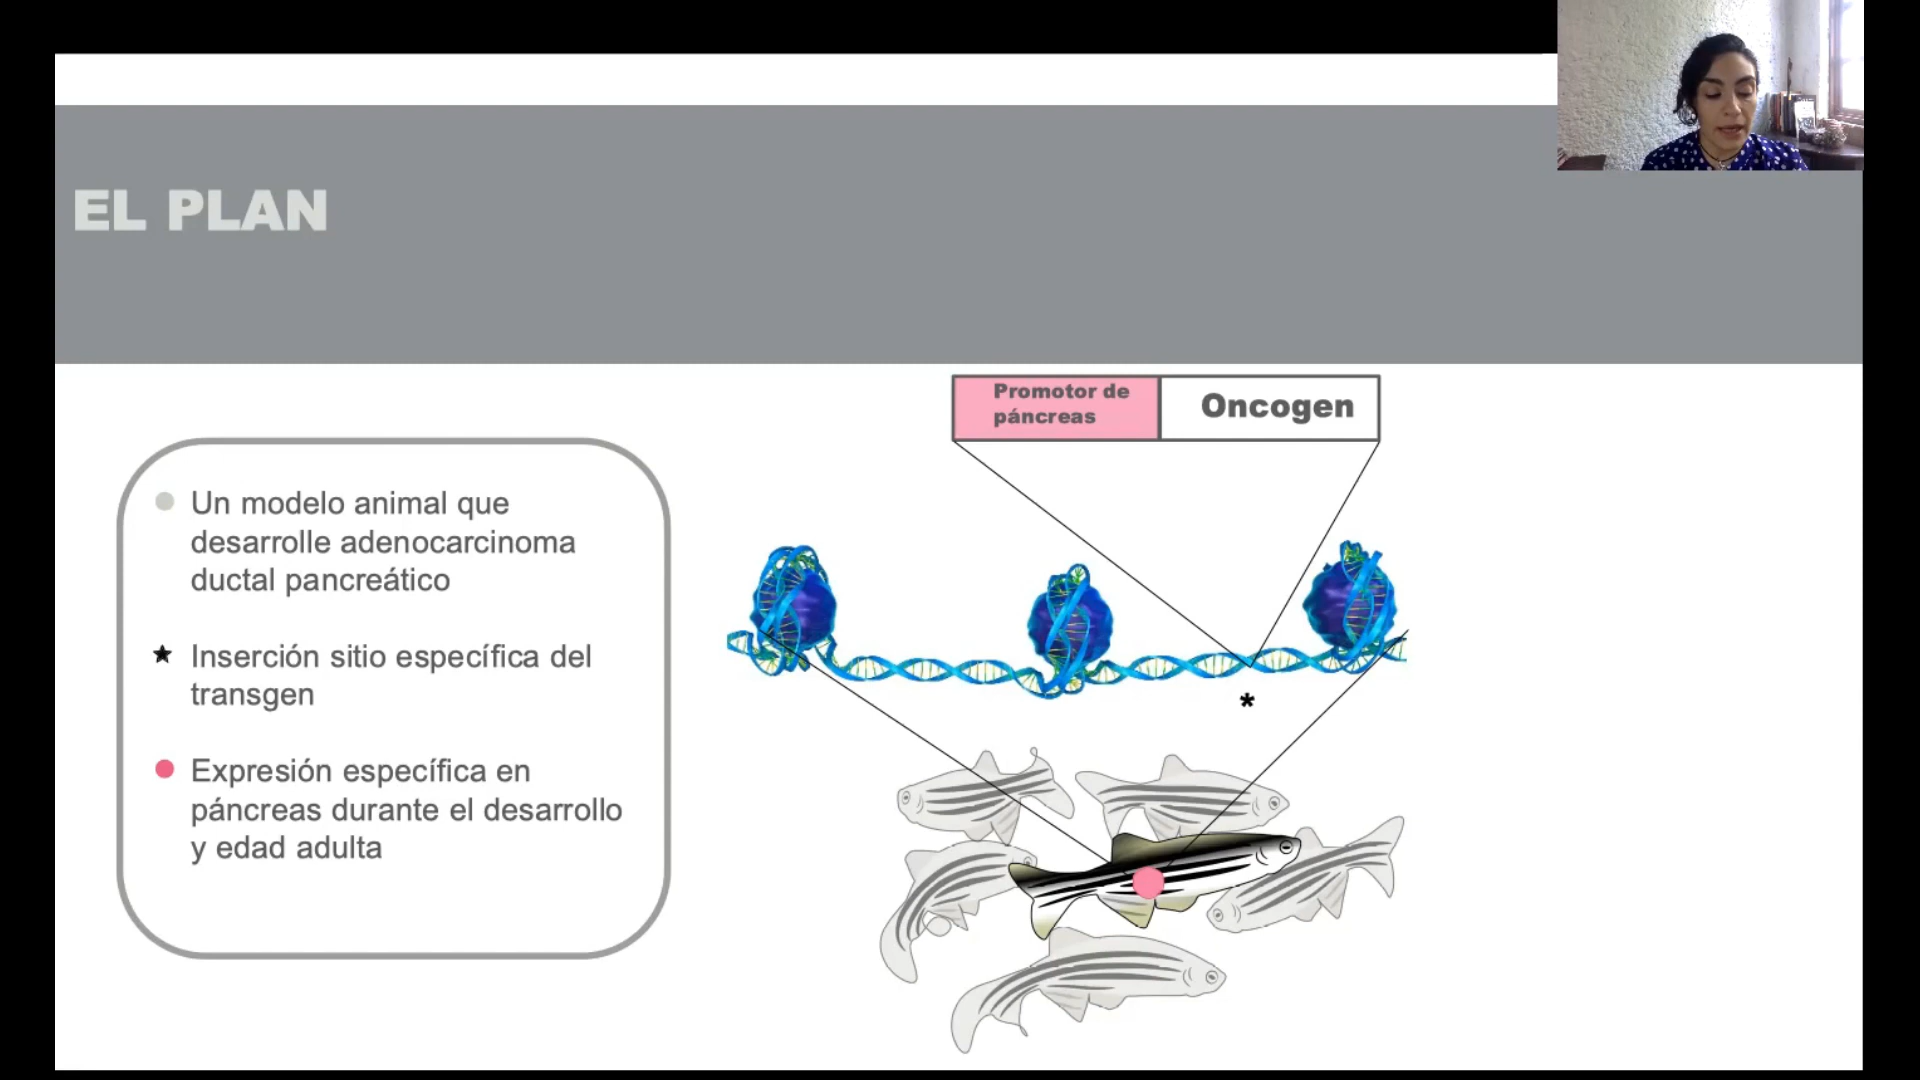 EL PLAN
Promotor de
páncreas
Oncogen
Un modelo animal que
desarrolle adenocarcinoma
ductal pancreático
Inserción sitio específica del
transgen
Expresión específica en
páncreas durante el desarrollo
y edad adulta
*